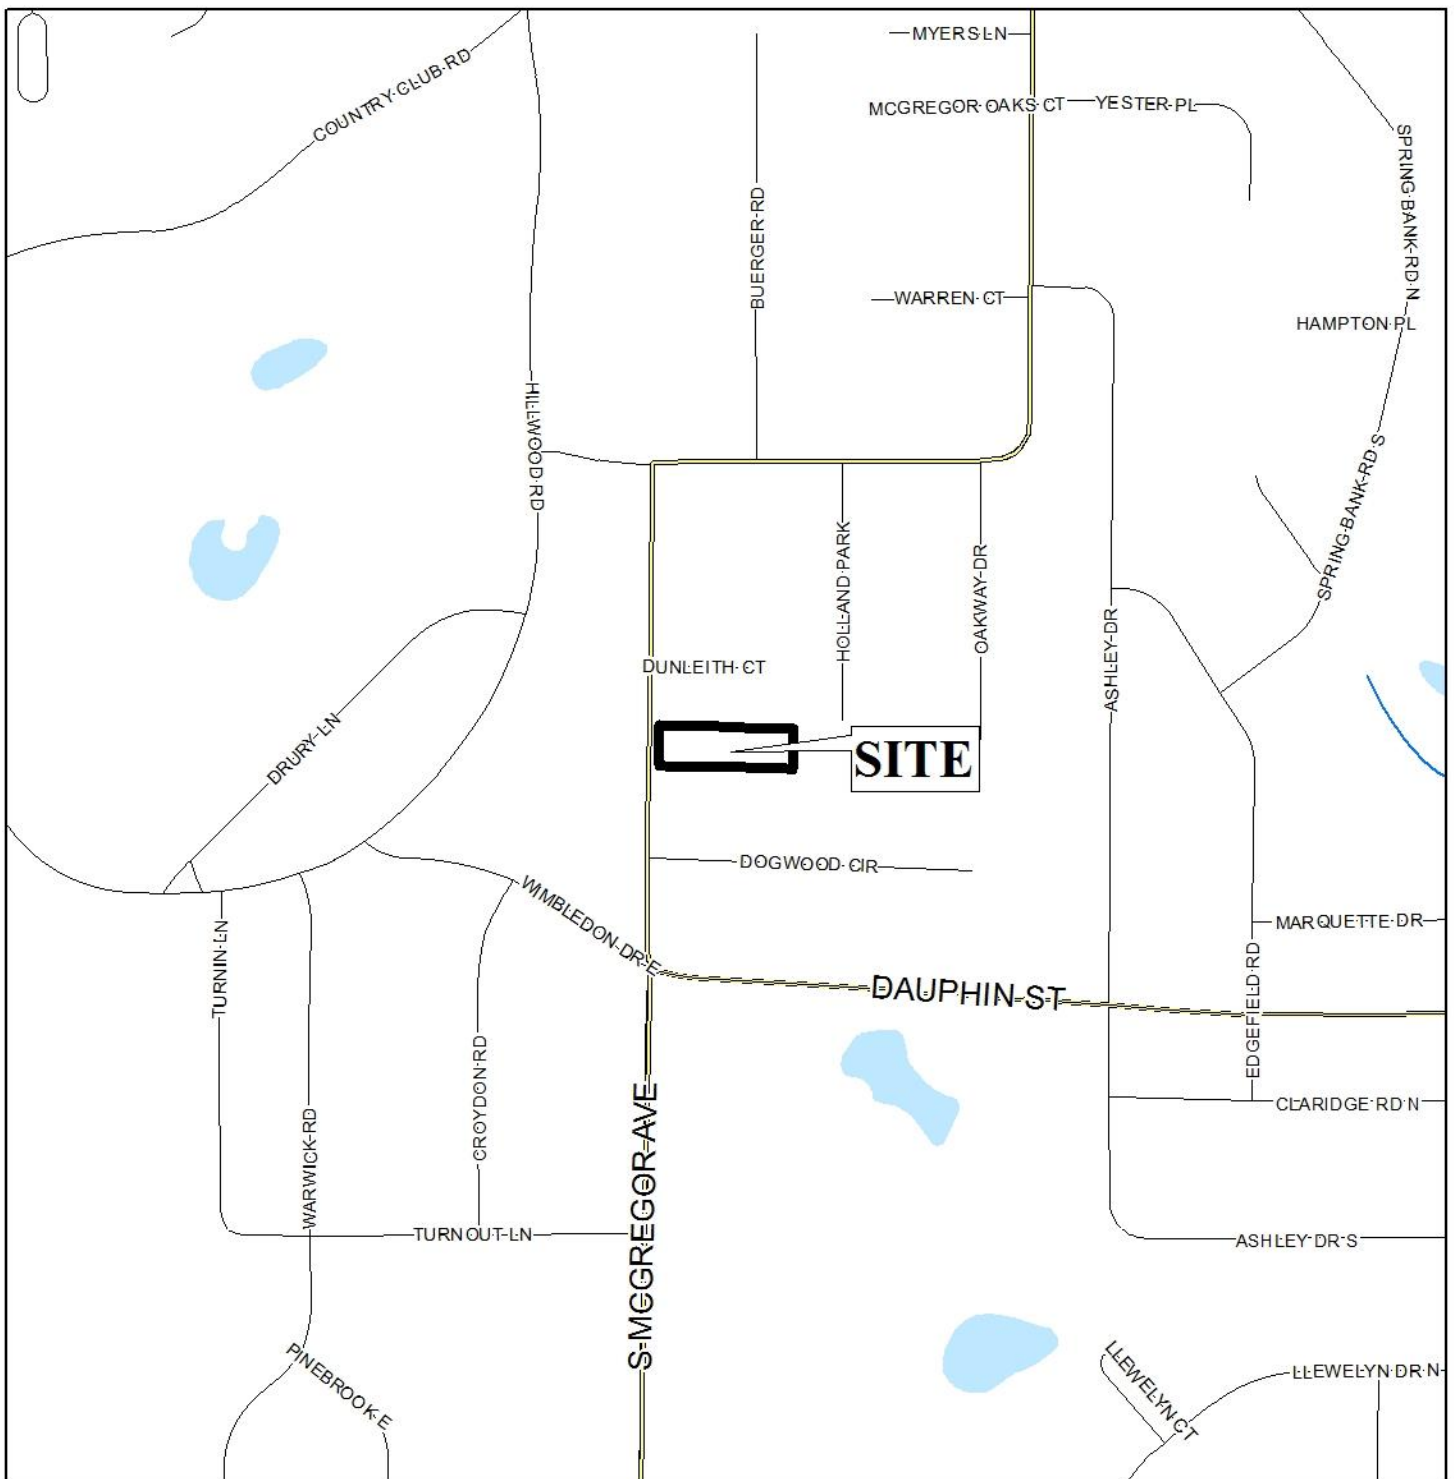 MYERS LN
COUNTRY CLUB RD
MCGREGOR OAKS CT
YESTER PL
SPRING BANK RD N
BUERGER RD
WARREN CT
HAMPTON PL
HILLWOOD RD
SPRING BANK RD S
HOLLAND PARK
OAKWAY DR
ASHLEY DR
DUNLEITH CT
DRURY LN
SITE
DOGWOOD CIR
WIMBLEDON DR E
MARQUETTE DR
TURNIN LN
DAUPHIN ST
EDGEFIELD RD
CROYDON RD
CLARIDGE RD N
WARWICK RD
S MCGREGOR AVE
TURNOUT LN
ASHLEY DR S
PINEBROOK E
LLEWELYN CT
LLEWELYN DR N